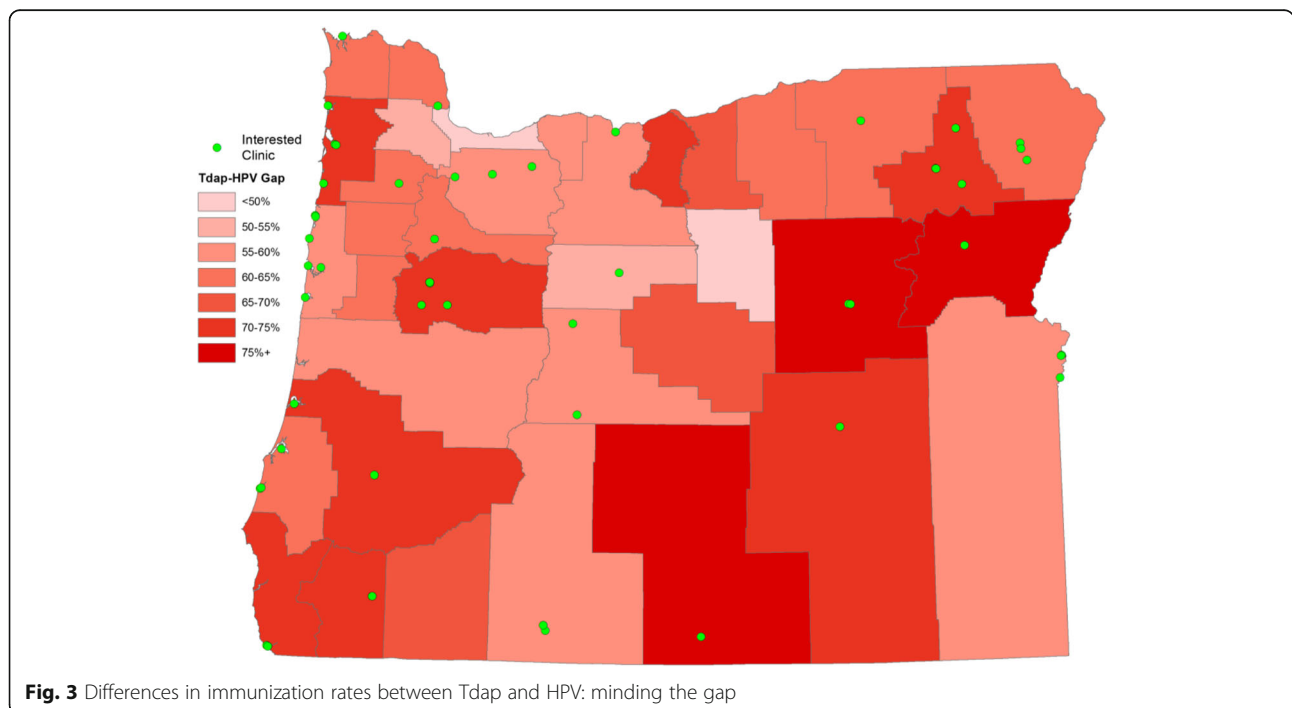 Interested
Clinic
Tdap-HPV Gap
<50%
50-55%
55-60%
60-65%
65-70%
70-75%
75%+
Fig. 3 Differences in immunization rates between Tdap and HPV: minding the gap